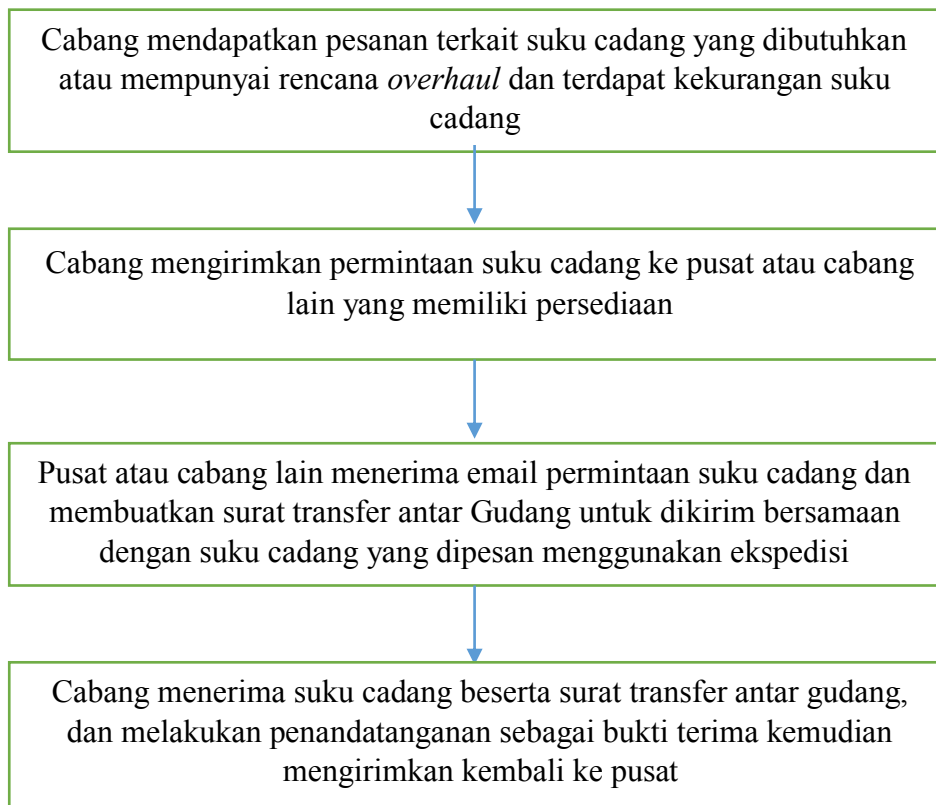 Cabang mendapatkan pesanan terkait suku cadang yang dibutuhkan
atau mempunyai rencana overhaul dan terdapat kekurangan suku
cadang
Cabang mengirimkan permintaan suku cadang ke pusat atau cabang
lain yang memiliki persediaan
Pusat atau cabang lain menerima email permintaan suku cadang dan
membuatkan surat transfer antar Gudang untuk dikirim bersamaan
dengan suku cadang yang dipesan menggunakan ekspedisi
Cabang menerima suku cadang beserta surat transfer antar gudang,
dan melakukan penandatanganan sebagai bukti terima kemudian
mengirimkan kembali ke pusat